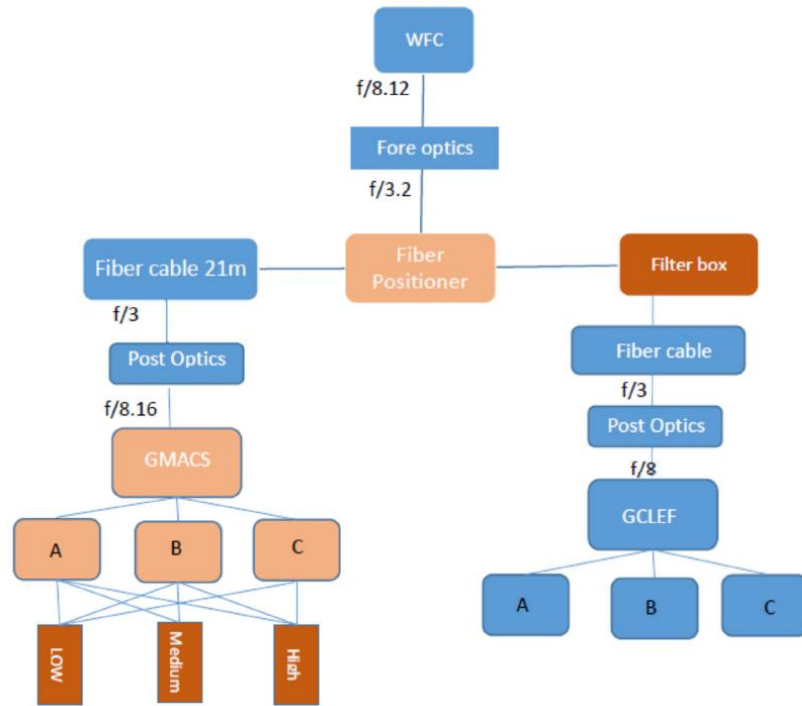 WFC
f/8.12
Fore optics
f/3.2
Fiber cable 21m
Fiber
Positioner
Filter box
f/3
Fiber cable
Post Optics
f/3
f/8.16
Post Optics
GMACS
f/8
GCLEF
A
B
C
A
B
C
LOW
Medium
High